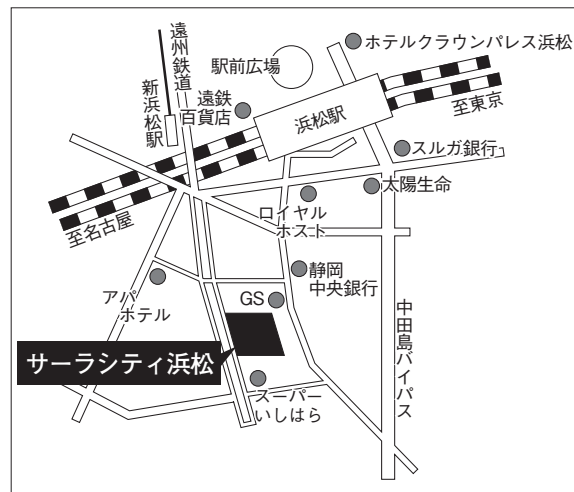 ホテルクラウンパレス浜松
遠州鉄道
駅前広場
新浜松駅
遠鉄
百貨店
浜松駅
至東京
スルガ銀行
太陽生命
ロイヤル
ホスト
至名古屋
静岡
中央銀行
アパ
ホテル
GS
中田島バイパス
サーラシティ浜松
スーパー
いしはら